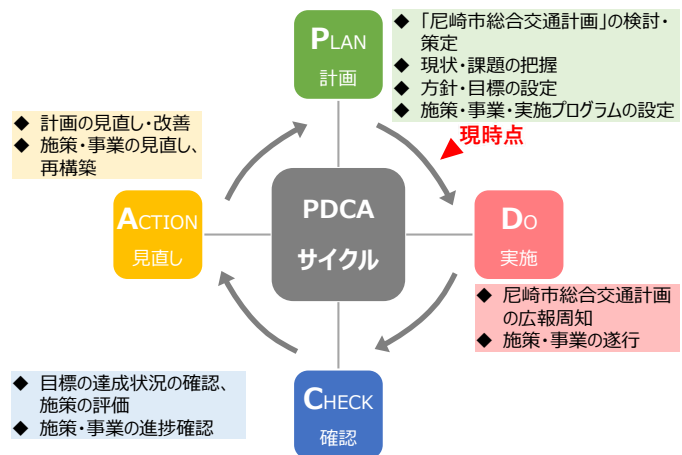 PLAN
計画
◆ 「尼崎市総合交通計画」の検討・
策定
◆ 現状・課題の把握
◆ 方針・目標の設定
◆ 施策・事業・実施プログラムの設定
現時点
◆ 計画の見直し・改善
◆ 施策・事業の見直し、
再構築
ACTION
見直し
PDCA
サイクル
DO
実施
◆ 尼崎市総合交通計画
の広報周知
◆ 施策・事業の遂行
◆ 目標の達成状況の確認、
施策の評価
◆ 施策・事業の進捗確認
CHECK
確認